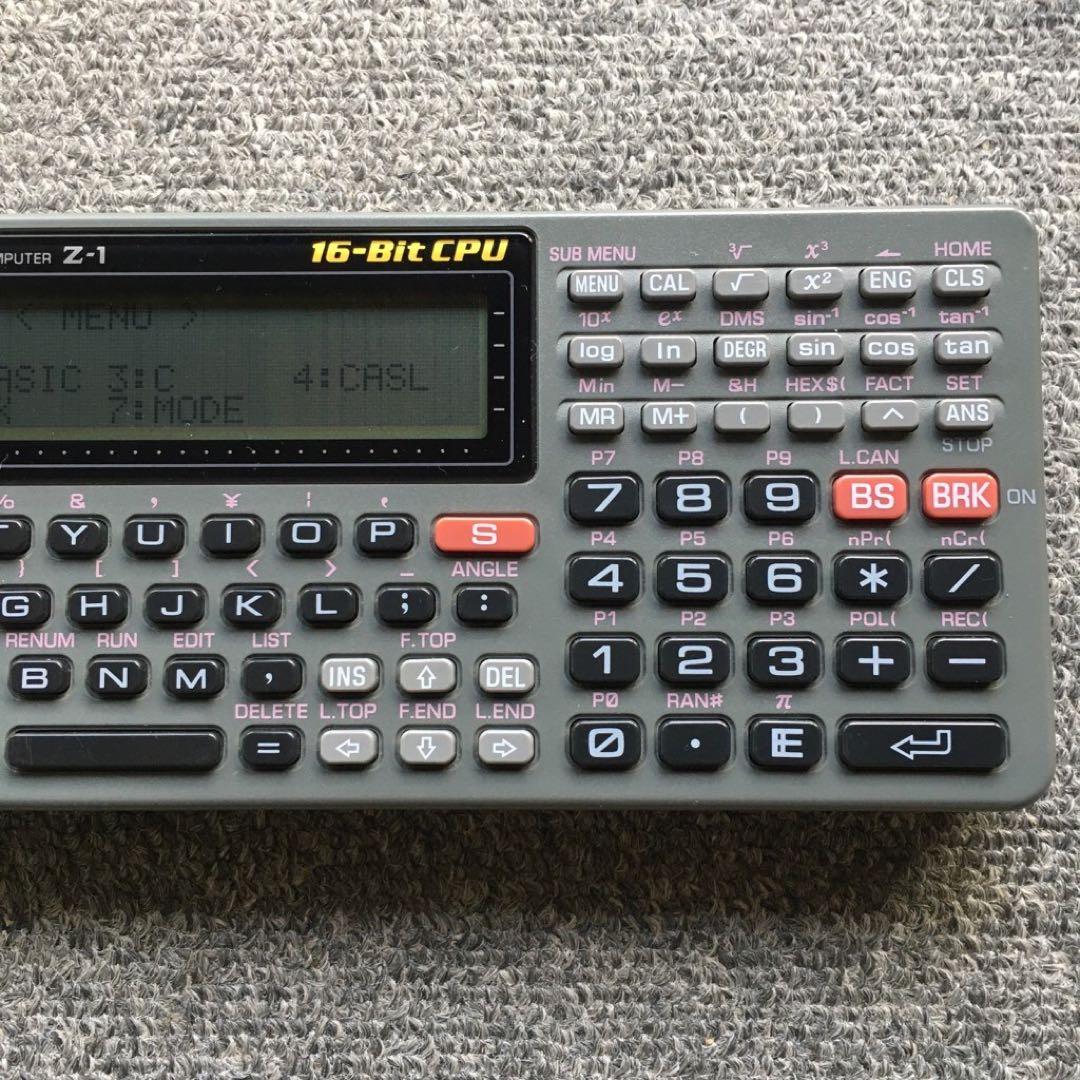 MPUTER Z-1 16-Bit CPU
< MENU >
ASIC 3:C 4:CASL
7:MODE
SUB MENU ³√ x³ HOME
MENU CAL √ x² ENG CLS
10ˣ eˣ DMS sin⁻¹ cos⁻¹ tan⁻¹
log ln DEGR sin cos tan
Min M− &H HEX$( FACT SET
MR M+ ( ) ^ ANS
STOP
P7 P8 P9 L.CAN
7 8 9 BS BRK ON
P4 P5 P6 nPr( nCr(
4 5 6 * /
P1 P2 P3 POL( REC(
1 2 3 + −
P0 RAN# π
0 . E
% & ' ¥ ¦ ,
T Y U I O P S
} [ ] < > _ ANGLE
G H J K L ; :
RENUM RUN EDIT LIST F.TOP
B N M , INS ⇧ DEL
DELETE L.TOP F.END L.END
= ⇦ ⇩ ⇨